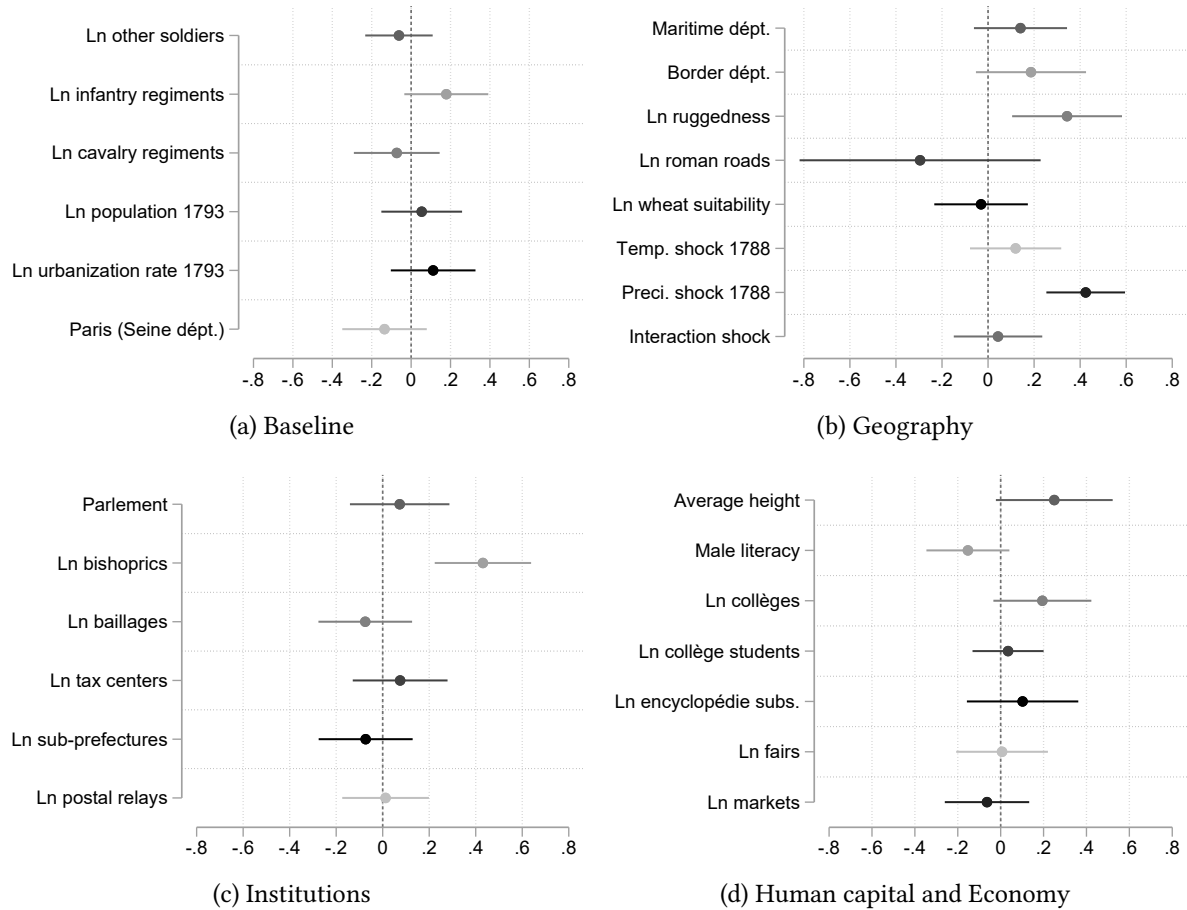 Ln other soldiers
Ln infantry regiments
Ln cavalry regiments
Ln population 1793
Ln urbanization rate 1793
Paris (Seine dépt.)
-.8 -.6 -.4 -.2 0 .2 .4 .6 .8
(a) Baseline
Maritime dépt.
Border dépt.
Ln ruggedness
Ln roman roads
Ln wheat suitability
Temp. shock 1788
Preci. shock 1788
Interaction shock
-.8 -.6 -.4 -.2 0 .2 .4 .6 .8
(b) Geography
Parlement
Ln bishoprics
Ln baillages
Ln tax centers
Ln sub-prefectures
Ln postal relays
-.8 -.6 -.4 -.2 0 .2 .4 .6 .8
(c) Institutions
Average height
Male literacy
Ln collèges
Ln collège students
Ln encyclopédie subs.
Ln fairs
Ln markets
-.8 -.6 -.4 -.2 0 .2 .4 .6 .8
(d) Human capital and Economy